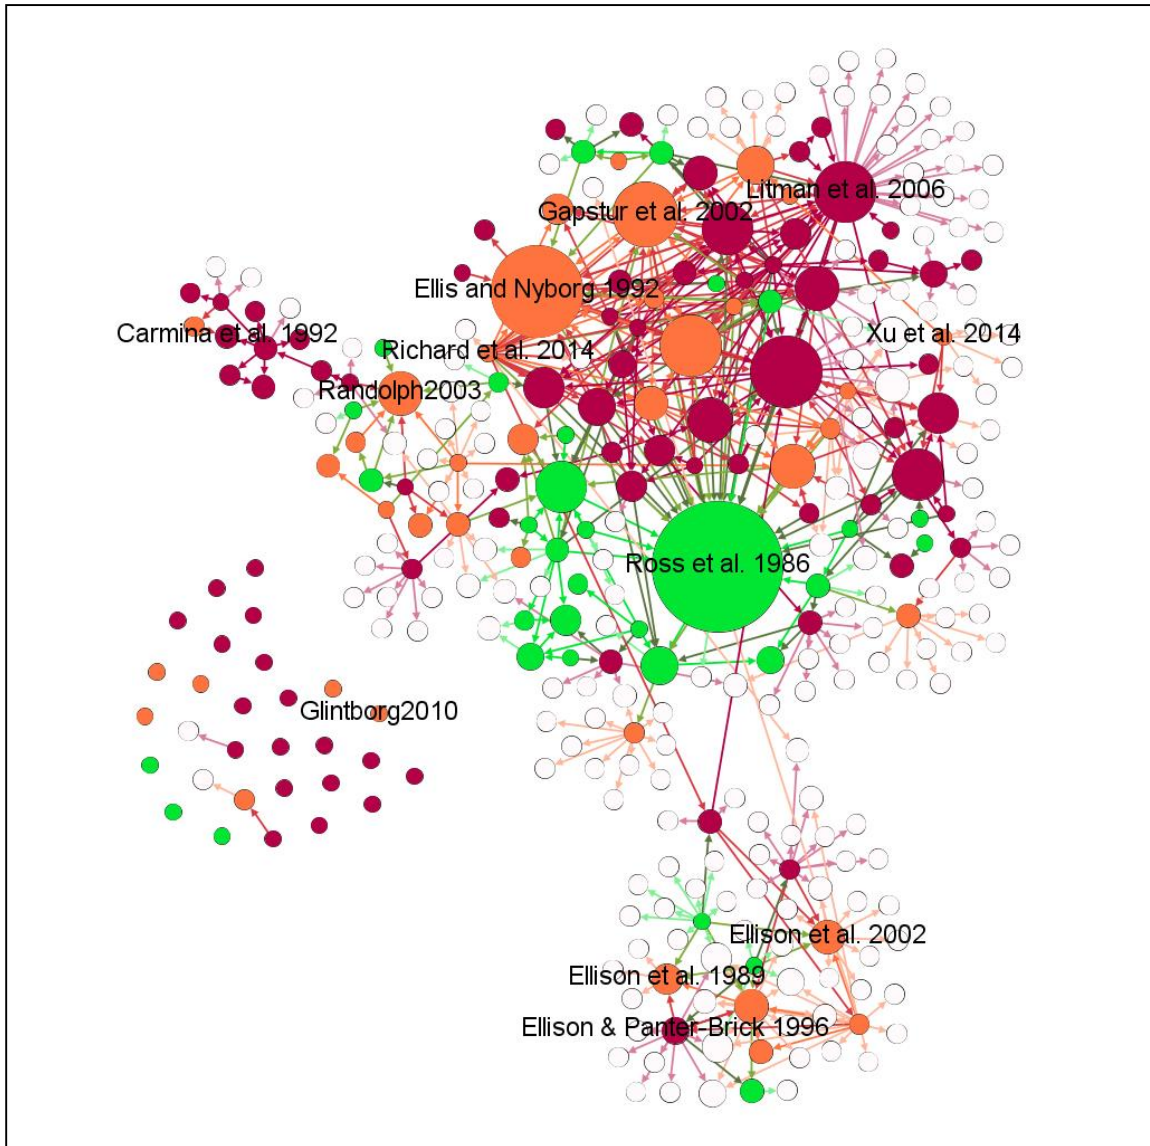 Litman et al. 2006
Gapstur et al. 2002
Ellis and Nyborg 1992
Carmina et al. 1992
Xu et al. 2014
Richard et al. 2014
Randolph2003
Ross et al. 1986
Glintborg2010
Ellison et al. 2002
Ellison et al. 1989
Ellison & Panter-Brick 1996